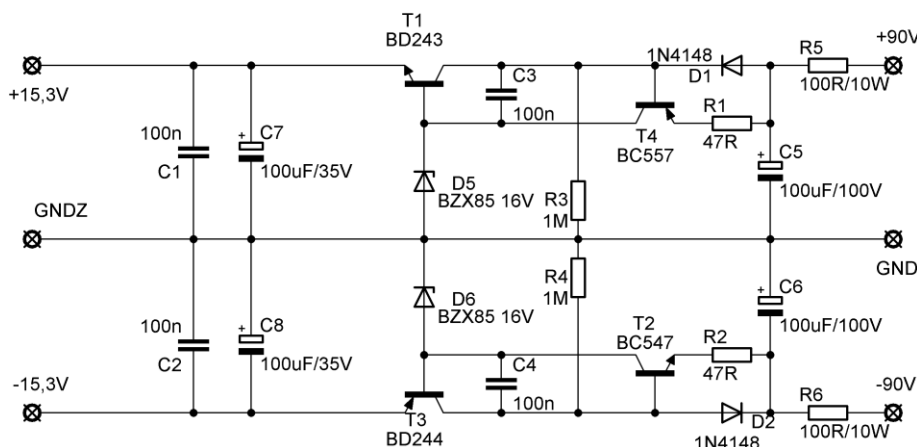 T1
BD243
+90V
1N4148
R5
D1
100R/10W
+15,3V
C3
100n
R1
T4
47R
BC557
100n
+
C7
100uF/35V
C1
+
C5
100uF/100V
D5
BZX85 16V
R3
1M
GNDZ
GND
R4
1M
+
C6
100uF/100V
D6
BZX85 16V
100n
+
C8
100uF/35V
C2
T2
BC547
R2
47R
C4
100n
-15,3V
-90V
R6
100R/10W
T3
BD244
D2
1N4148